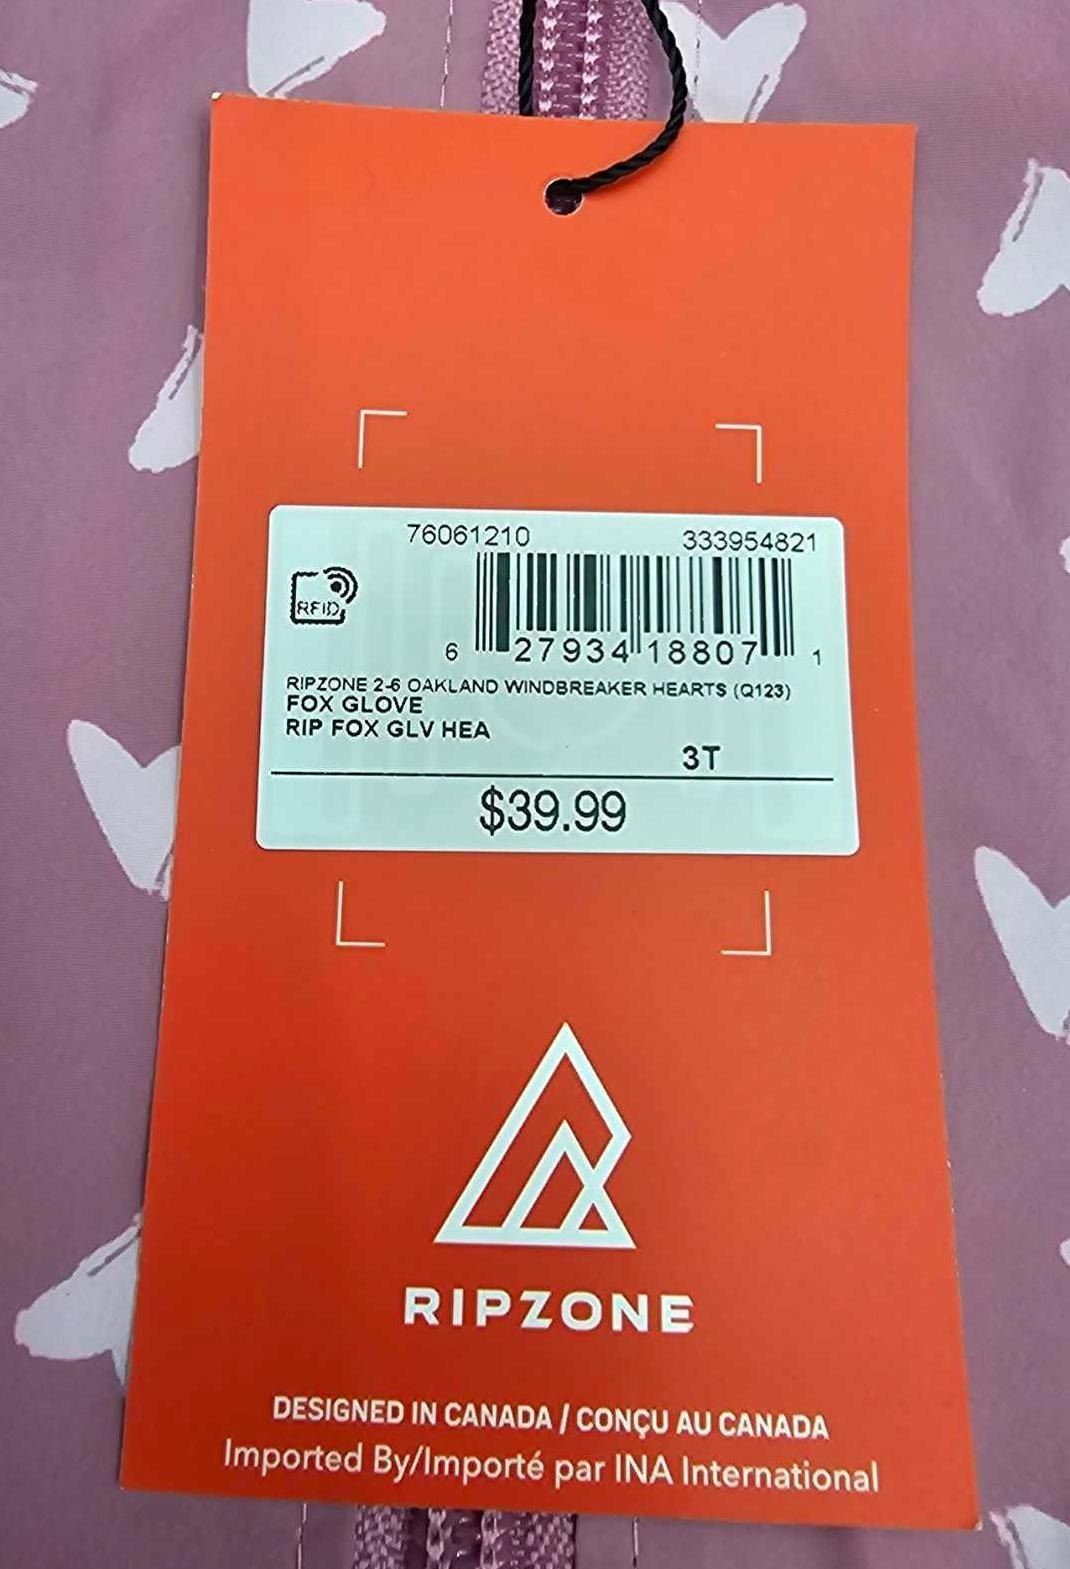 76061210 333954821
RFID
6 27934 18807 1
RIPZONE 2-6 OAKLAND WINDBREAKER HEARTS (Q123)
FOX GLOVE
RIP FOX GLV HEA
3T
$39.99
RIPZONE
DESIGNED IN CANADA / CONÇU AU CANADA
Imported By/Importé par INA International